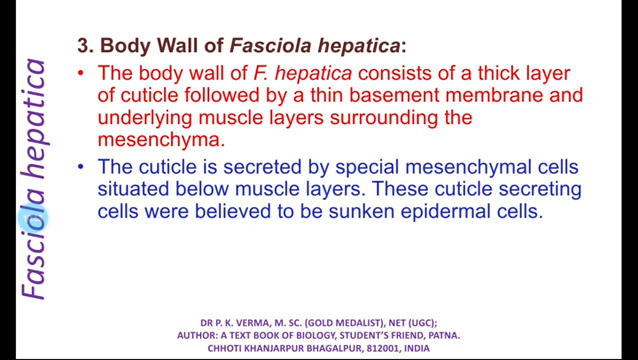 Fasciola hepatica
3. Body Wall of Fasciola hepatica:
• The body wall of F. hepatica consists of a thick layer
of cuticle followed by a thin basement membrane and
underlying muscle layers surrounding the
mesenchyma.
• The cuticle is secreted by special mesenchymal cells
situated below muscle layers. These cuticle secreting
cells were believed to be sunken epidermal cells.
DR P. K. VERMA, M. SC. (GOLD MEDALIST), NET (UGC);
AUTHOR: A TEXT BOOK OF BIOLOGY, STUDENT'S FRIEND, PATNA.
CHHOTI KHANJARPUR BHAGALPUR, 812001, INDIA